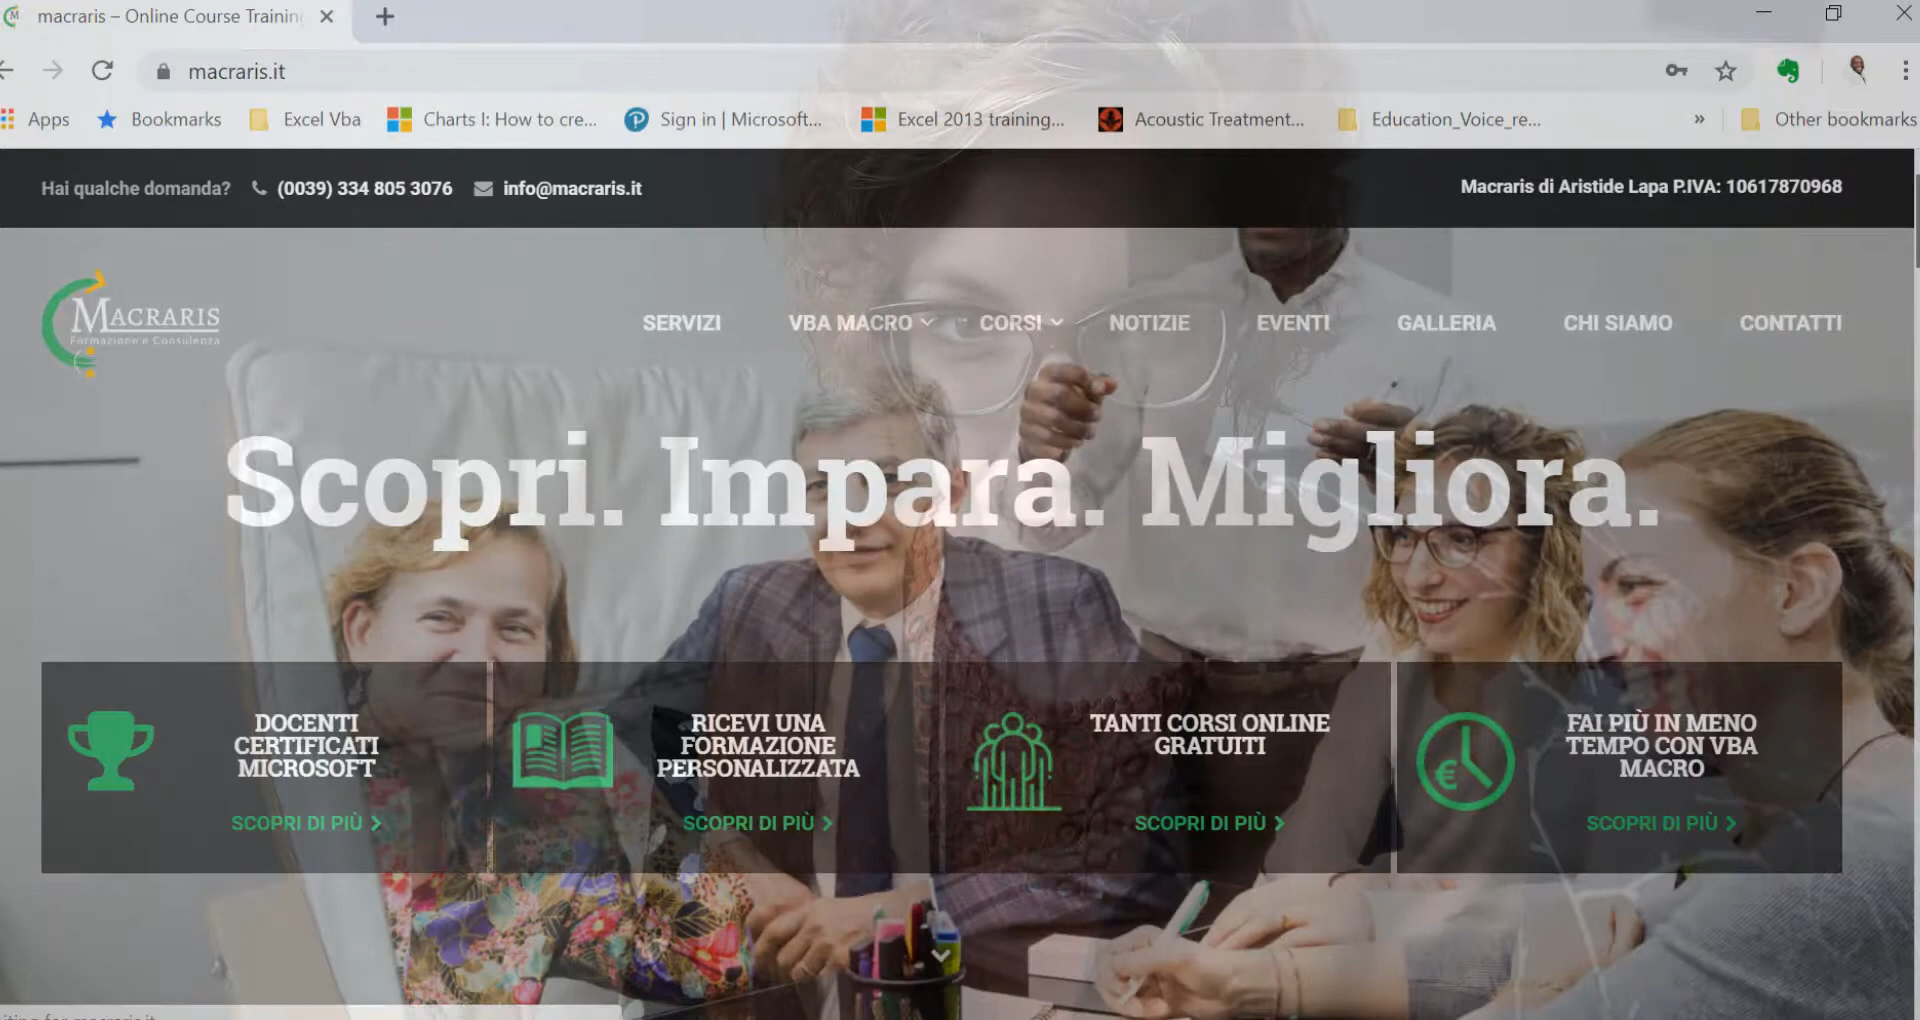 macraris – Online Course Training
macraris.it
Apps
Bookmarks
Excel Vba
Charts I: How to cre...
Sign in | Microsoft...
Excel 2013 training...
Acoustic Treatment...
Education_Voice_re...
»
Other bookmarks
Hai qualche domanda? (0039) 334 805 3076 info@macraris.it
Macraris di Aristide Lapa P.IVA: 10617870968
MACRARIS
Formazione e Consulenza
SERVIZI
VBA MACRO
CORSI
NOTIZIE
EVENTI
GALLERIA
CHI SIAMO
CONTATTI
Scopri. Impara. Migliora.
DOCENTI
CERTIFICATI
MICROSOFT
SCOPRI DI PIÙ
RICEVI UNA
FORMAZIONE
PERSONALIZZATA
SCOPRI DI PIÙ
TANTI CORSI ONLINE
GRATUITI
SCOPRI DI PIÙ
FAI PIÙ IN MENO
TEMPO CON VBA
MACRO
SCOPRI DI PIÙ